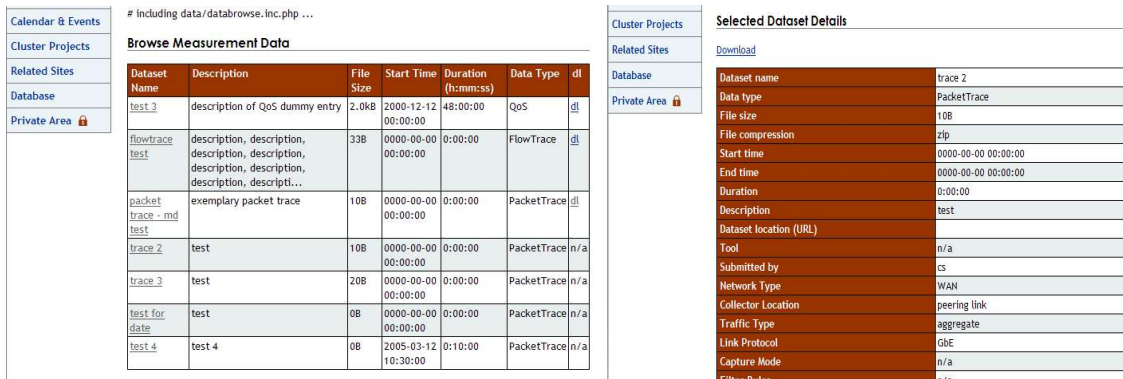 Calendar & Events
Cluster Projects
Related Sites
Database
Private Area
# including data/databrowse.inc.php ...
Browse Measurement Data
Dataset Name Description File Size Start Time Duration (h:mm:ss) Data Type dl
test 3 description of QoS dummy entry 2.0kB 2000-12-12 00:00:00 48:00:00 QoS dl
flowtrace test description, description, description, description, description, description, description, descripti... 33B 0000-00-00 00:00:00 0:00:00 FlowTrace dl
packet trace - md test exemplary packet trace 10B 0000-00-00 00:00:00 0:00:00 PacketTrace dl
trace 2 test 10B 0000-00-00 00:00:00 0:00:00 PacketTrace n/a
trace 3 test 20B 0000-00-00 00:00:00 0:00:00 PacketTrace n/a
test for date test 0B 0000-00-00 00:00:00 0:00:00 PacketTrace n/a
test 4 test 4 0B 2005-03-12 10:30:00 0:10:00 PacketTrace n/a
Cluster Projects
Related Sites
Database
Private Area
Selected Dataset Details
Download
Dataset name trace 2
Data type PacketTrace
File size 10B
File compression zip
Start time 0000-00-00 00:00:00
End time 0000-00-00 00:00:00
Duration 0:00:00
Description test
Dataset location (URL)
Tool n/a
Submitted by cs
Network Type WAN
Collector Location peering link
Traffic Type aggregate
Link Protocol GbE
Capture Mode n/a